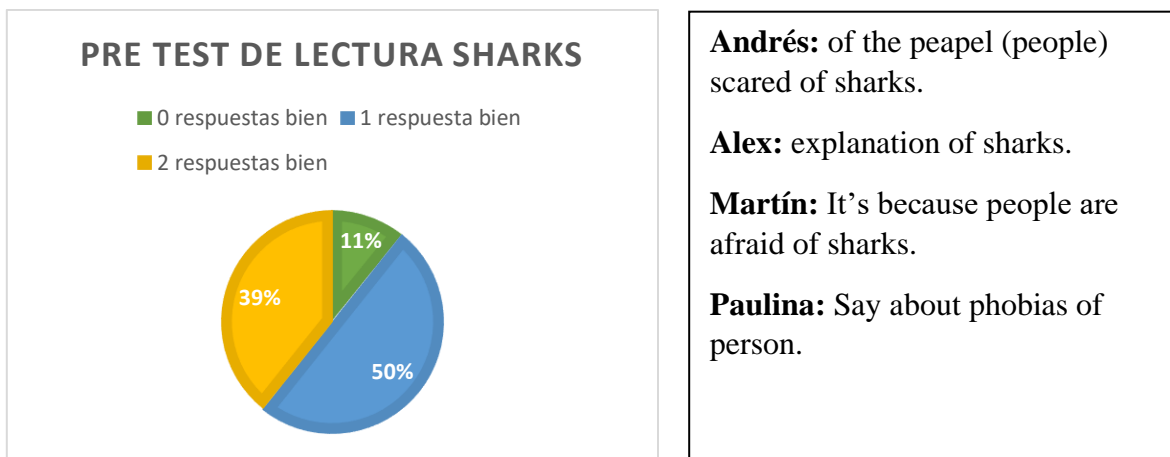 PRE TEST DE LECTURA SHARKS
0 respuestas bien 1 respuesta bien
2 respuestas bien
11%
39%
50%
Andrés: of the peapel (people)
scared of sharks.
Alex: explanation of sharks.
Martín: It’s because people are
afraid of sharks.
Paulina: Say about phobias of
person.